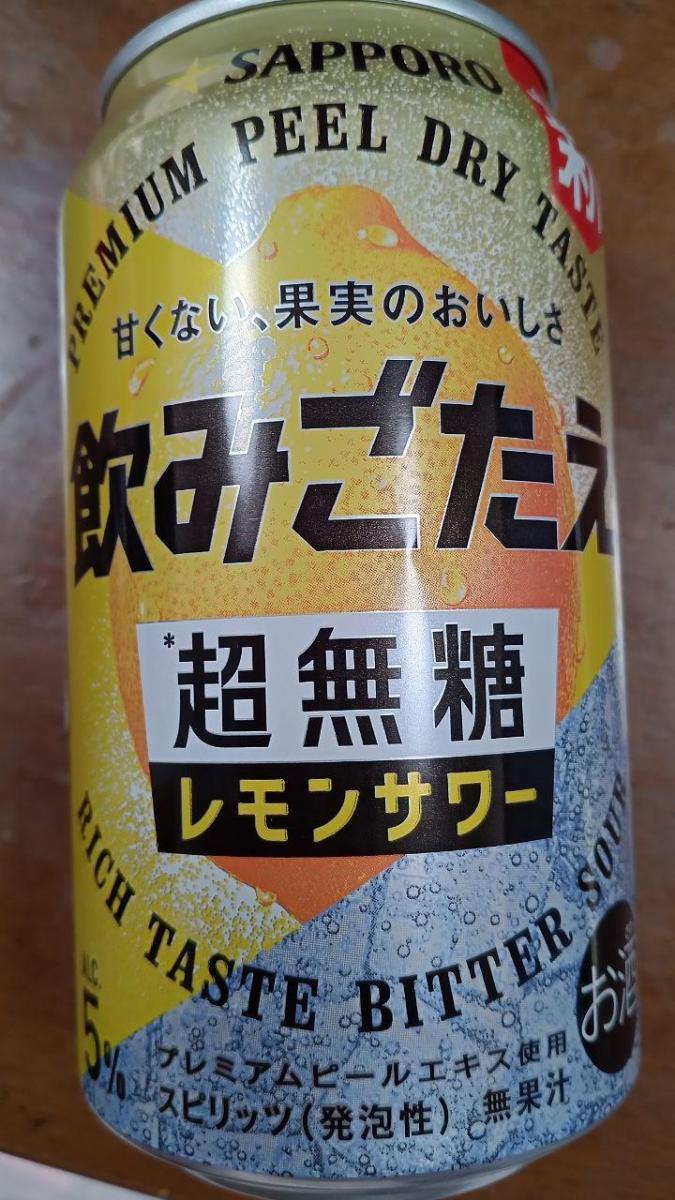 SAPPORO
新
PREMIUM PEEL DRY TASTE
甘くない、果実のおいしさ
飲みごたえ
*超無糖
レモンサワー
RICH TASTE BITTER SOUR
ALC.
5%
お酒
プレミアムピールエキス使用
スピリッツ(発泡性) 無果汁